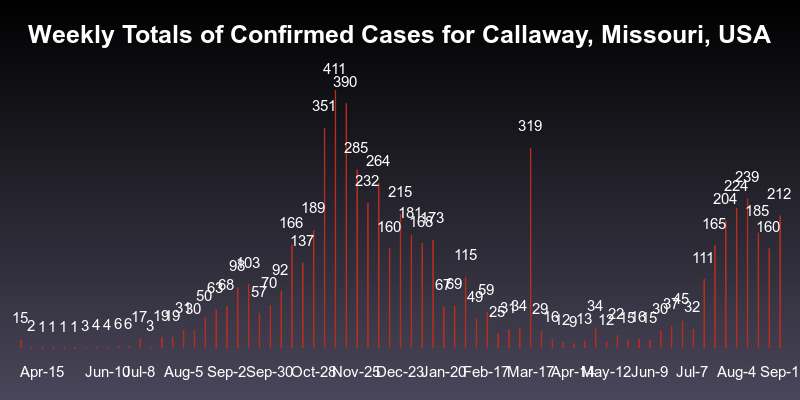 Weekly Totals of Confirmed Cases for Callaway, Missouri, USA
15 2 1 1 1 1 3 4 4 6 6 17 3 19 19 31 30 50 63 68 98 103 57 70 92 166 137 189 351 411 390 285 232 264 160 215 181 168 173 67 69 115 49 59 25 31 34 319 29 16 12 9 13 34 12 22 15 16 15 30 37 45 32 111 165 204 224 239 185 160 212
Apr-15 Jun-10 Jul-8 Aug-5 Sep-2 Sep-30 Oct-28 Nov-25 Dec-23 Jan-20 Feb-17 Mar-17 Apr-14 May-12 Jun-9 Jul-7 Aug-4 Sep-1